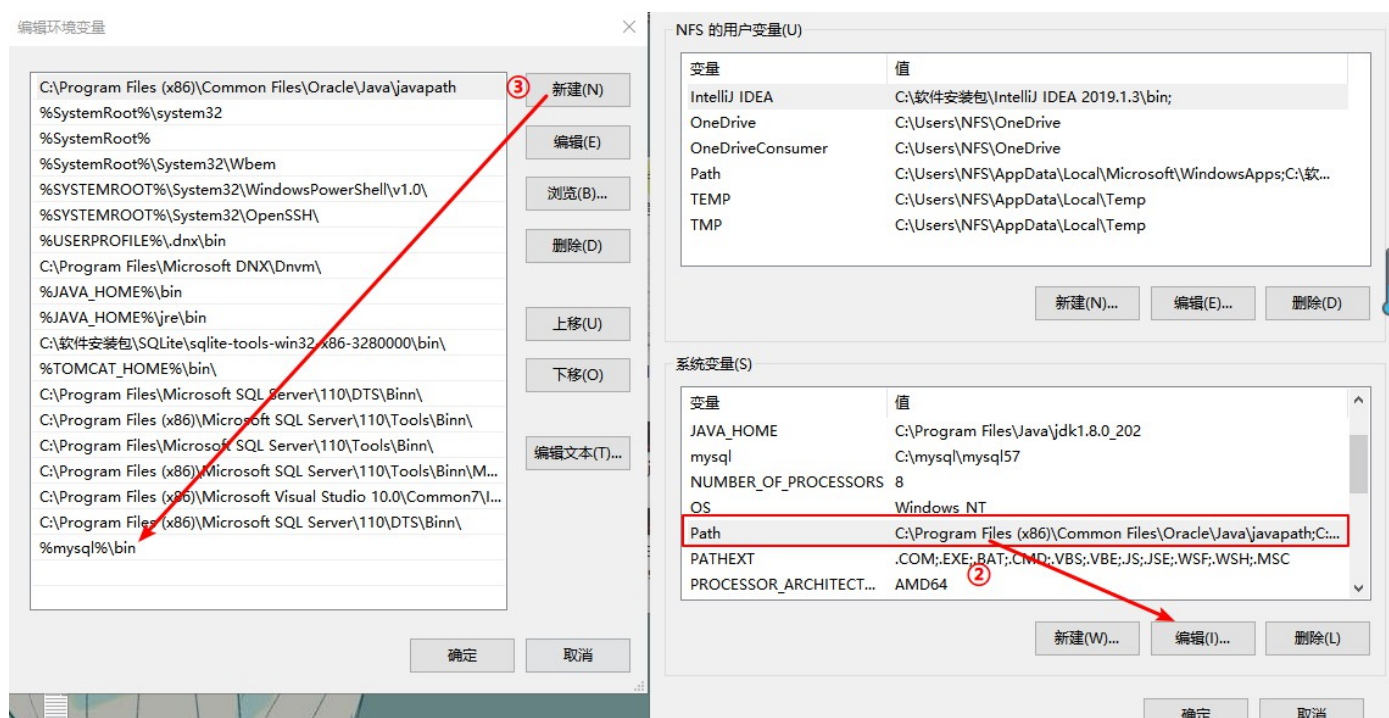 编辑环境变量
C:\Program Files (x86)\Common Files\Oracle\Java\javapath
%SystemRoot%\system32
%SystemRoot%
%SystemRoot%\System32\Wbem
%SYSTEMROOT%\System32\WindowsPowerShell\v1.0\
%SYSTEMROOT%\System32\OpenSSH\
%USERPROFILE%\.dnx\bin
C:\Program Files\Microsoft DNX\Dnvm\
%JAVA_HOME%\bin
%JAVA_HOME%\jre\bin
C:\软件安装包\SQLite\sqlite-tools-win32-x86-3280000\bin\
%TOMCAT_HOME%\bin\
C:\Program Files\Microsoft SQL Server\110\DTS\Binn\
C:\Program Files (x86)\Microsoft SQL Server\110\Tools\Binn\
C:\Program Files\Microsoft SQL Server\110\Tools\Binn\
C:\Program Files (x86)\Microsoft SQL Server\110\Tools\Binn\M...
C:\Program Files (x86)\Microsoft Visual Studio 10.0\Common7\I...
C:\Program Files (x86)\Microsoft SQL Server\110\DTS\Binn\
%mysql%\bin
③ 新建(N)
编辑(E)
浏览(B)...
删除(D)
上移(U)
下移(O)
编辑文本(T)...
确定 取消
NFS 的用户变量(U)
变量 值
IntelliJ IDEA C:\软件安装包\IntelliJ IDEA 2019.1.3\bin;
OneDrive C:\Users\NFS\OneDrive
OneDriveConsumer C:\Users\NFS\OneDrive
Path C:\Users\NFS\AppData\Local\Microsoft\WindowsApps;C:\软...
TEMP C:\Users\NFS\AppData\Local\Temp
TMP C:\Users\NFS\AppData\Local\Temp
新建(N)... 编辑(E)... 删除(D)
系统变量(S)
变量 值
JAVA_HOME C:\Program Files\Java\jdk1.8.0_202
mysql C:\mysql\mysql57
NUMBER_OF_PROCESSORS 8
OS Windows_NT
Path C:\Program Files (x86)\Common Files\Oracle\Java\javapath;C:...
PATHEXT .COM;.EXE;.BAT;.CMD;.VBS;.VBE;.JS;.JSE;.WSF;.WSH;.MSC
PROCESSOR_ARCHITECT... AMD64
②
新建(W)... 编辑(I)... 删除(L)
确定 取消